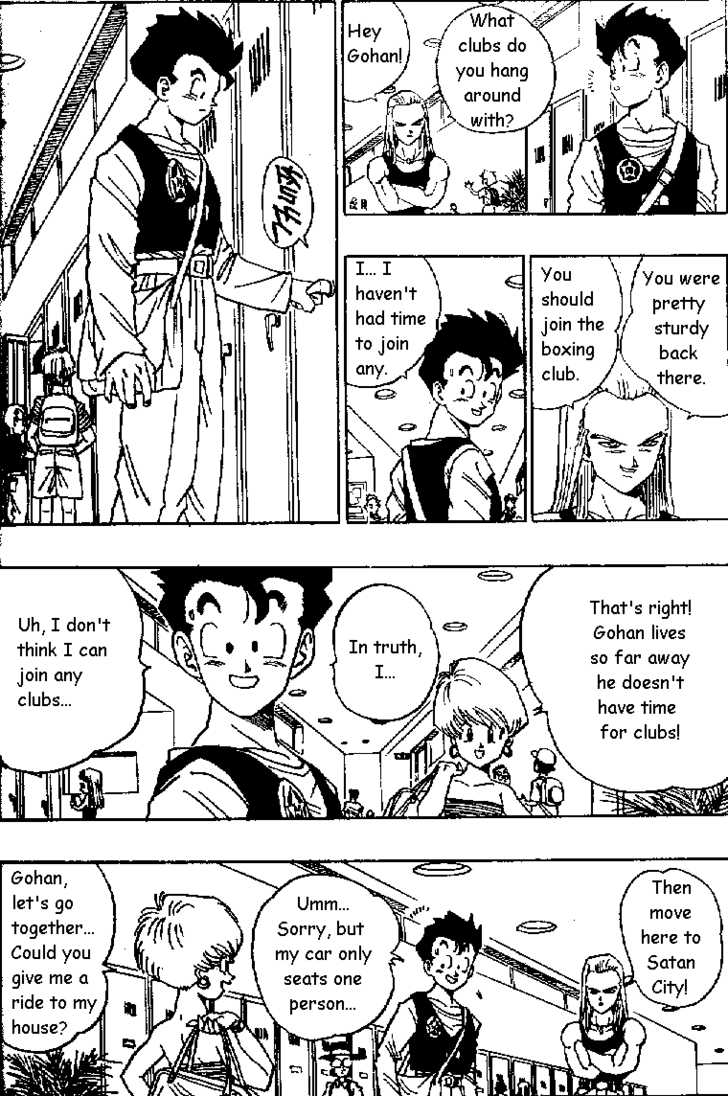 Hey
Gohan!
What
clubs do
you hang
around
with?
I... I
haven't
had time
to join
any.
You
should
join the
boxing
club.
You were
pretty
sturdy
back
there.
Uh, I don't
think I can
join any
clubs...
In truth,
I...
That's right!
Gohan lives
so far away
he doesn't
have time
for clubs!
Gohan,
let's go
together...
Could you
give me a
ride to my
house?
Umm...
Sorry, but
my car only
seats one
person...
Then
move
here to
Satan
City!